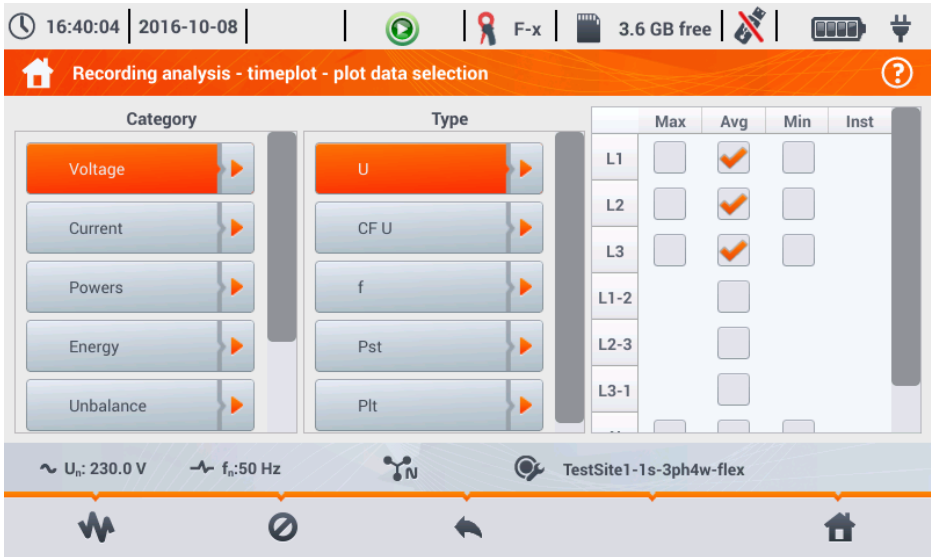 16:40:04 2016-10-08 F-x 3.6 GB free
Recording analysis - timeplot - plot data selection ?
Category Type
Max Avg Min Inst
Voltage U L1
Current CF U L2
L3
Powers f L1-2
Energy Pst L2-3
Unbalance Plt L3-1
Uₙ: 230.0 V fₙ:50 Hz N TestSite1-1s-3ph4w-flex